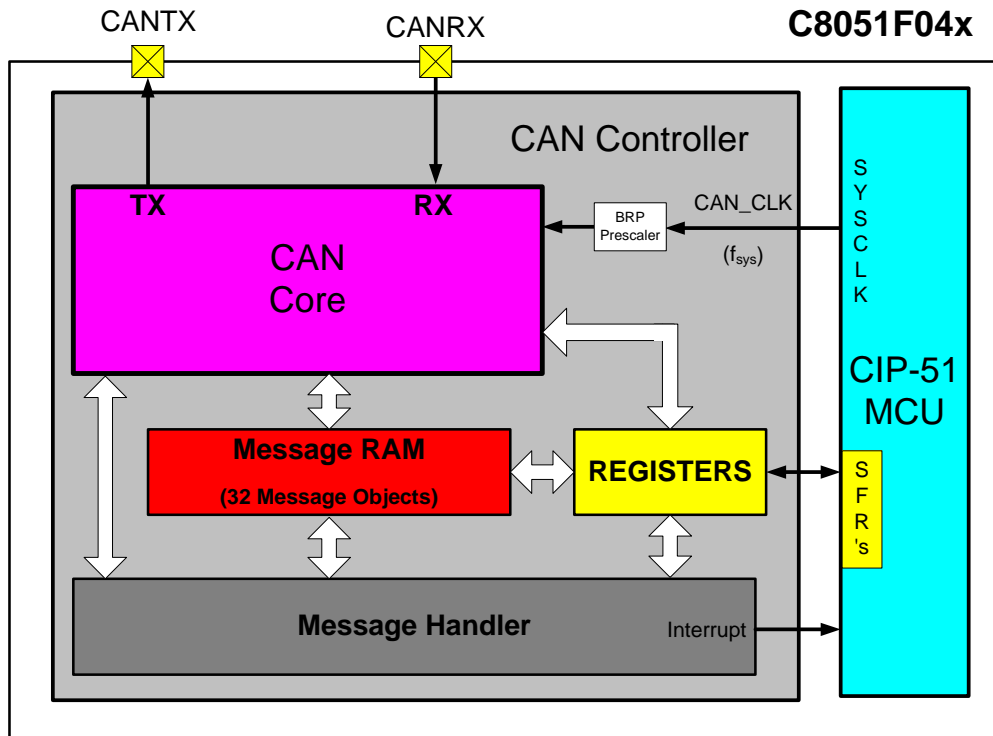 C8051F04x
CANTX
CANRX
CAN Controller
TX
RX
CAN
Core
BRP
Prescaler
CAN_CLK
(fsys)
S
Y
S
C
L
K
CIP-51
MCU
Message RAM
(32 Message Objects)
REGISTERS
S
F
R
's
Message Handler
Interrupt